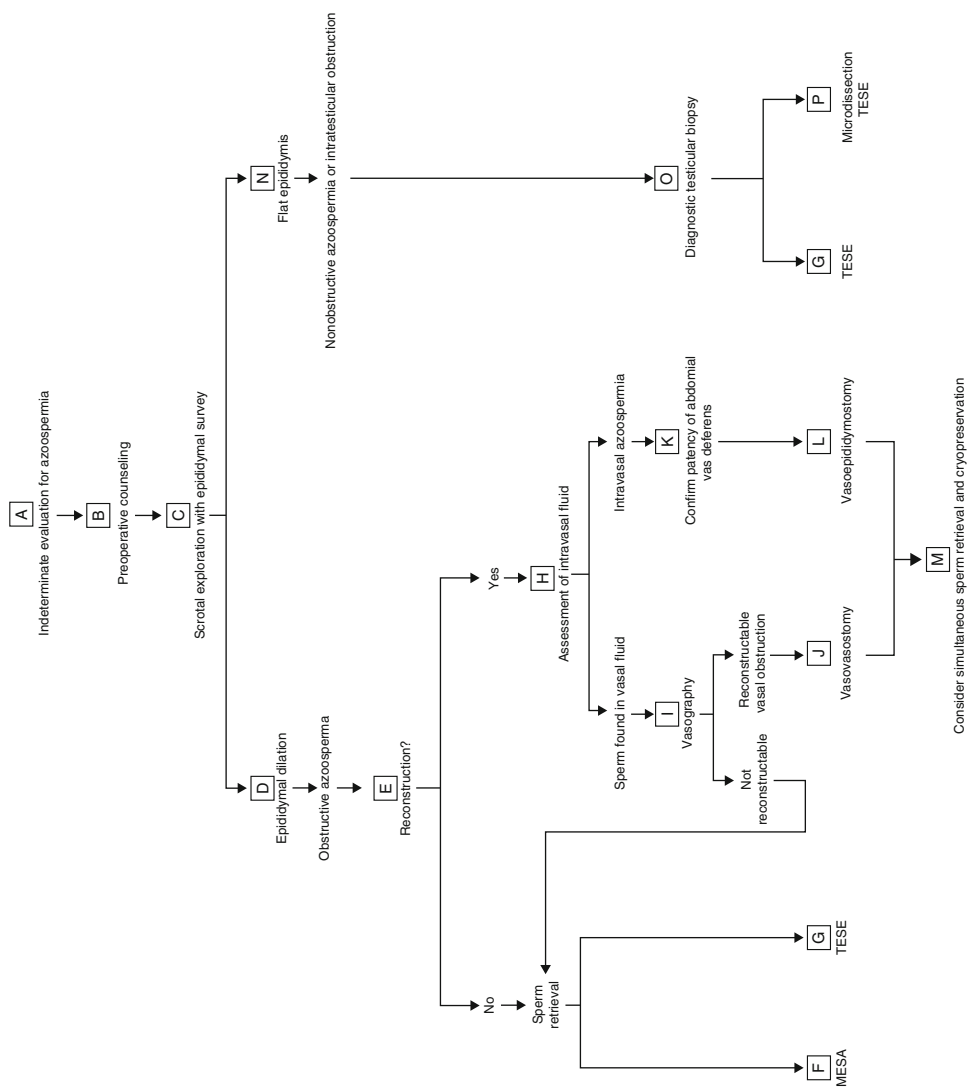 A
Indeterminate evaluation for azoospermia
B
Preoperative counseling
C
Scrotal exploration with epididymal survey
D
Epididymal dilation
Obstructive azoosperma
E
Reconstruction?
No
Sperm
retrieval
F
MESA
G
TESE
Yes
H
Assessment of intravasal fluid
Sperm found in vasal fluid
I
Vasography
Not
reconstructable
Reconstructable
vasal obstruction
J
Vasovasostomy
Intravasal azoospermia
K
Confirm patency of abdomial
vas deferens
L
Vasoepididymostomy
M
Consider simultaneous sperm retrieval and cryopreservation
N
Flat epididymis
Nonobstructive azoospermia or intratesticular obstruction
O
Diagnostic testicular biopsy
G
TESE
P
Microdissection
TESE